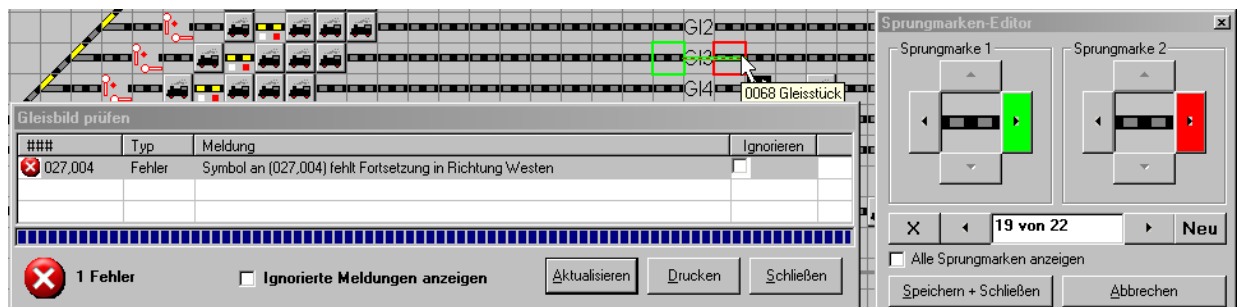 Gl2
Gl3
Gl4
0068 Gleisstück
Gleisbild prüfen
### Typ Meldung Ignorieren
027,004 Fehler Symbol an (027,004) fehlt Fortsetzung in Richtung Westen
1 Fehler Ignorierte Meldungen anzeigen Aktualisieren Drucken Schließen
Sprungmarken-Editor
Sprungmarke 1 Sprungmarke 2
X 19 von 22 Neu
Alle Sprungmarken anzeigen
Speichern + Schließen Abbrechen